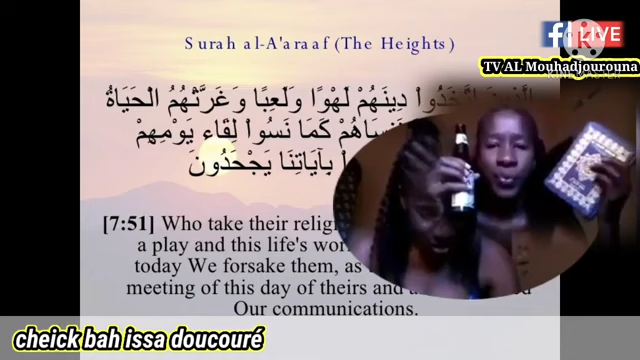 Surah al-A'araaf (The Heights)
LIVE
TV AL Mouhadjourouna
دِينَهُمْ لَهْوًا وَلَعِبًا وَغَرَّتْهُمُ الْحَيَاةُ
كَمَا نَسُوا۟ لِقَاء يَوْمِهِمْ
بِآيَاتِنَا يَجْحَدُونَ
[7:51] Who take their
a play and this life's
today We forsake them, as
meeting of this day of theirs and
Our communications.
cheick bah issa doucouré